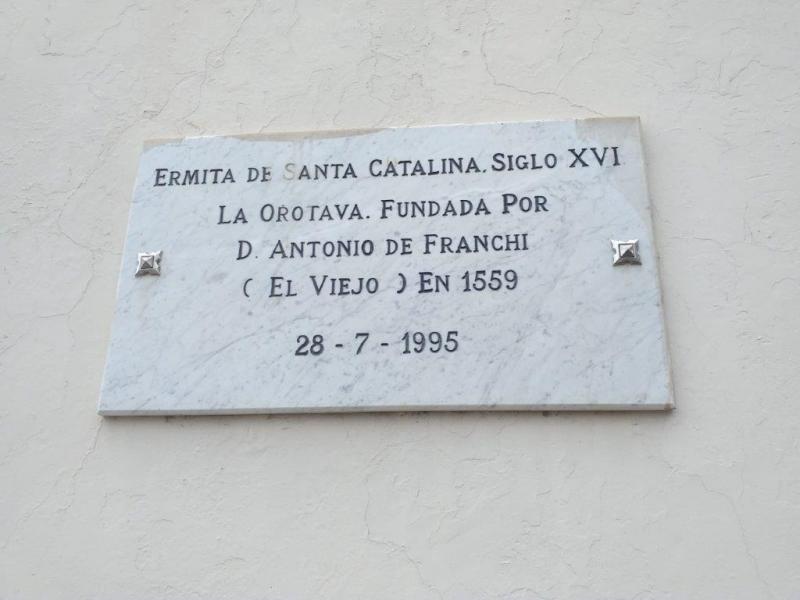 ERMITA DE SANTA CATALINA. SIGLO XVI
LA OROTAVA. FUNDADA POR
D. ANTONIO DE FRANCHI
( EL VIEJO ) EN 1559
28 - 7 - 1995